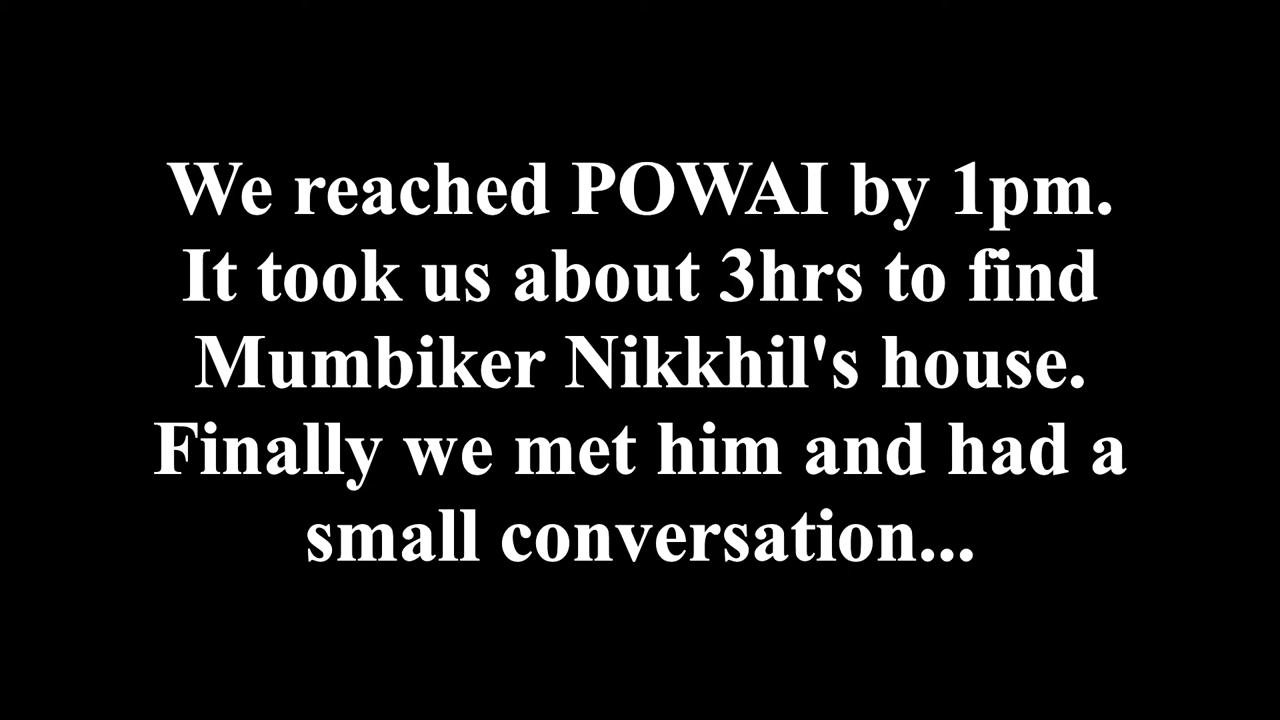 We reached POWAI by 1pm.
It took us about 3hrs to find
Mumbiker Nikkhil's house.
Finally we met him and had a
small conversation...